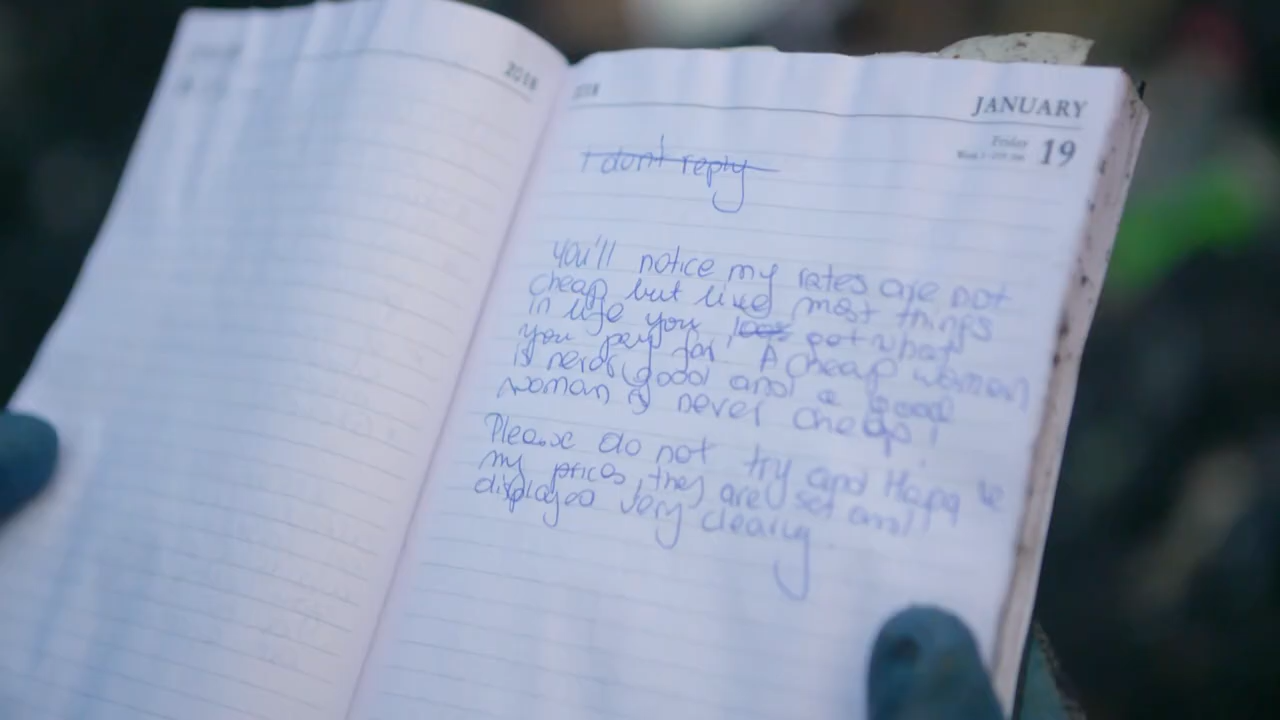 2018
2018
JANUARY
Friday
19
I don't reply
You'll notice my rates are not
cheap but like most things
in life you get what
you pay for. A cheap woman
is never good and a good
woman is never cheap!
Please do not try and
my prices, they are set and
displayed very clearly